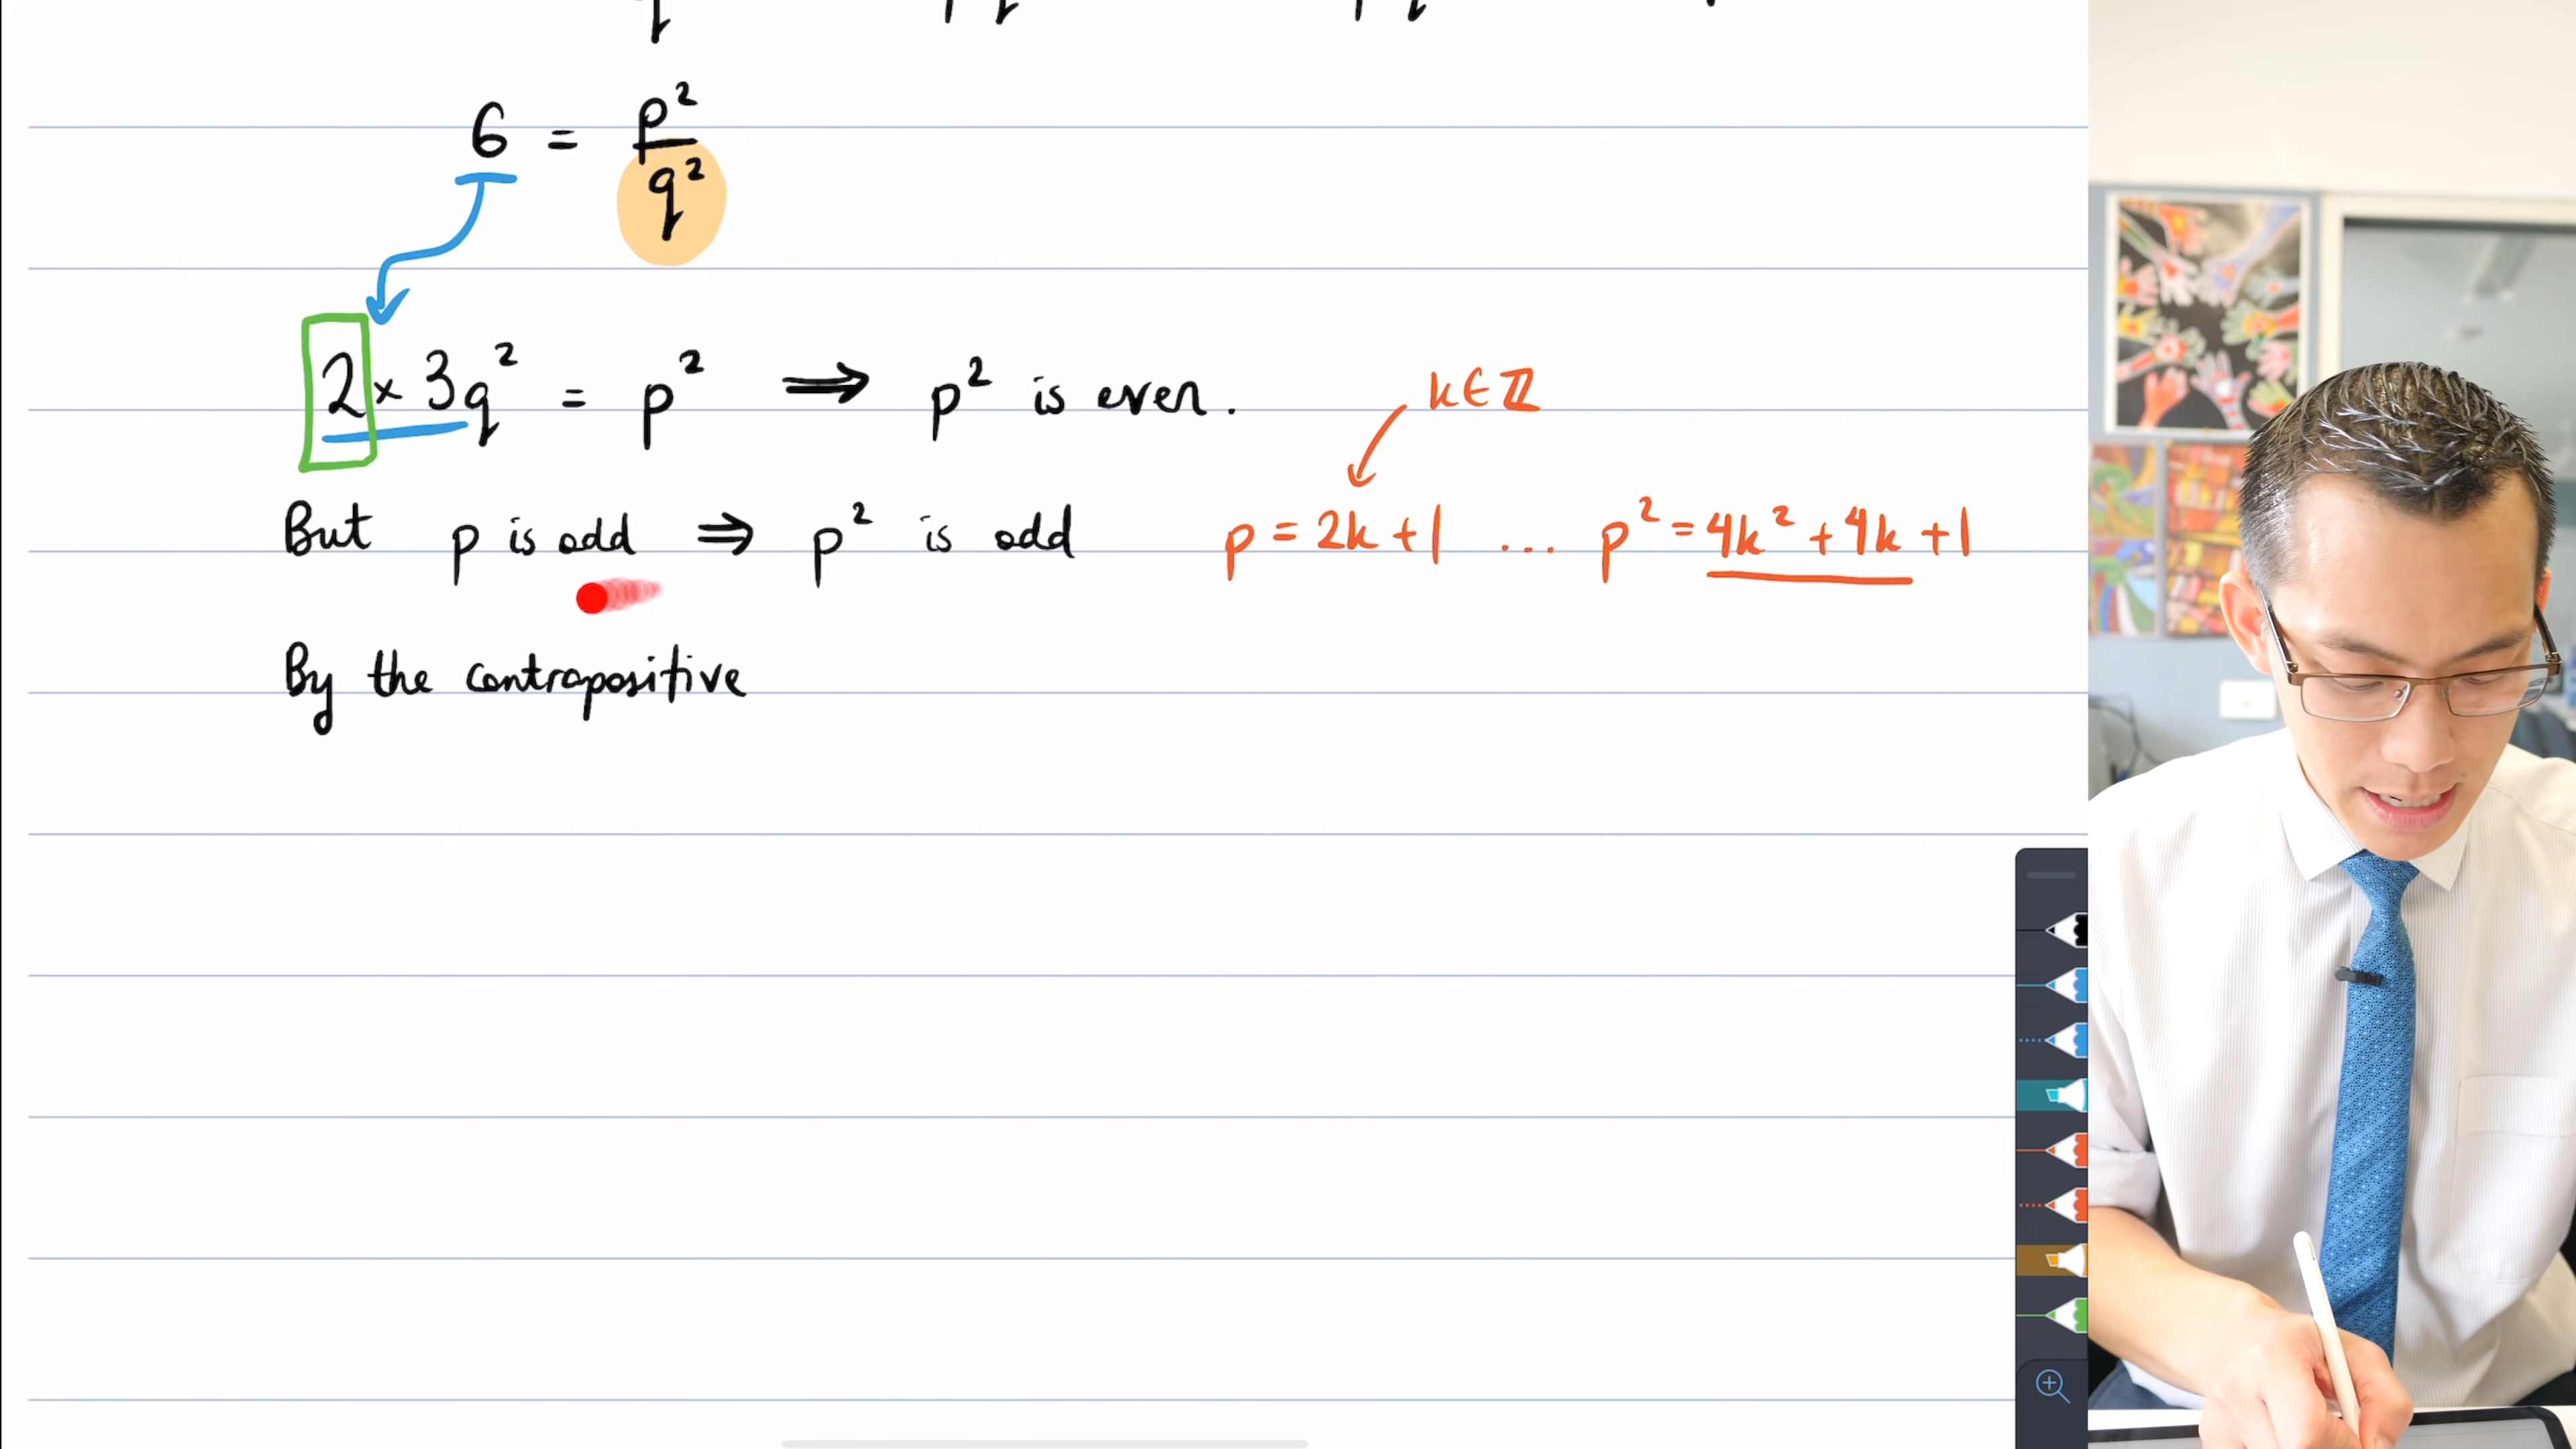 6 = p²/q²
2 × 3q² = p² ⟹ p² is even.
k ∈ ℤ
But p is odd ⇒ p² is odd p = 2k + 1 ... p² = 4k² + 4k + 1
By the contrapositive